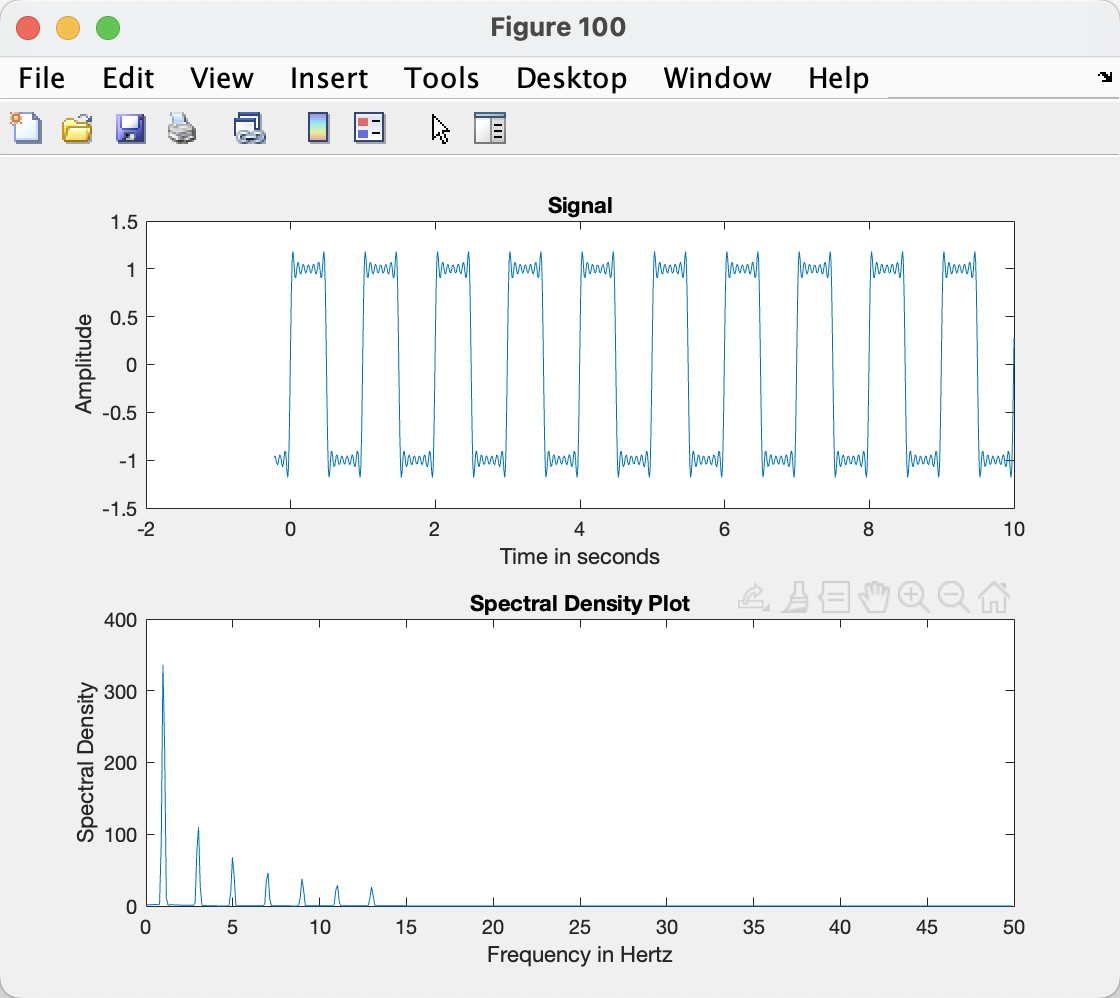 Figure 100
File Edit View Insert Tools Desktop Window Help
Signal
1.5
1
0.5
0
-0.5
-1
-1.5
Amplitude
-2 0 2 4 6 8 10
Time in seconds
Spectral Density Plot
400
300
200
100
0
Spectral Density
0 5 10 15 20 25 30 35 40 45 50
Frequency in Hertz